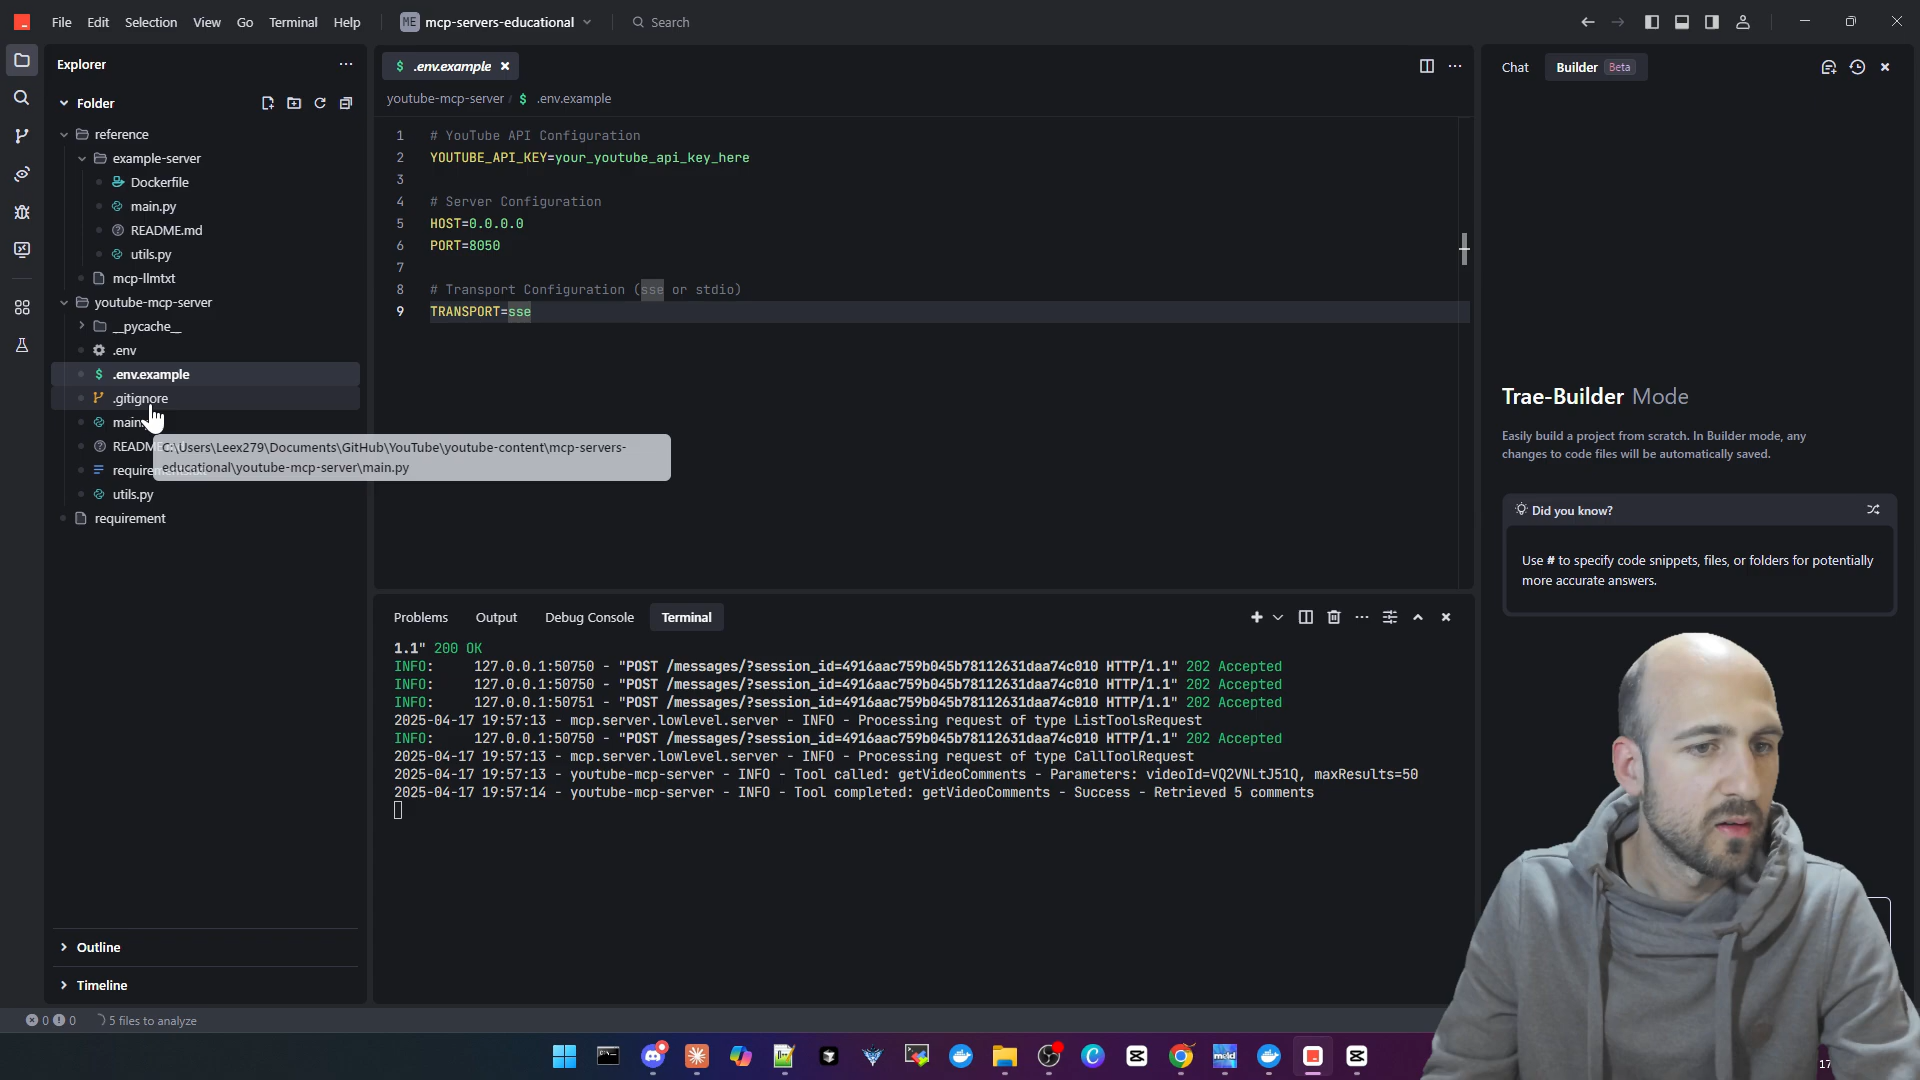 File Edit Selection View Go Terminal Help
ME mcp-servers-educational
Search
Explorer
Folder
reference
example-server
Dockerfile
main.py
README.md
utils.py
mcp-llmtxt
youtube-mcp-server
__pycache__
.env
.env.example
.gitignore
main.
README
require
utils.py
requirement
c:\Users\Leex279\Documents\GitHub\YouTube\youtube-content\mcp-servers-
educational\youtube-mcp-server\main.py
Outline
Timeline
$ .env.example
youtube-mcp-server / $ .env.example
1 # YouTube API Configuration
2 YOUTUBE_API_KEY=your_youtube_api_key_here
3
4 # Server Configuration
5 HOST=0.0.0.0
6 PORT=8050
7
8 # Transport Configuration (sse or stdio)
9 TRANSPORT=sse
Problems Output Debug Console Terminal
1.1" 200 OK
INFO: 127.0.0.1:50750 - "POST /messages/?session_id=4916aac759b045b78112631daa74c010 HTTP/1.1" 202 Accepted
INFO: 127.0.0.1:50750 - "POST /messages/?session_id=4916aac759b045b78112631daa74c010 HTTP/1.1" 202 Accepted
INFO: 127.0.0.1:50751 - "POST /messages/?session_id=4916aac759b045b78112631daa74c010 HTTP/1.1" 202 Accepted
2025-04-17 19:57:13 - mcp.server.lowlevel.server - INFO - Processing request of type ListToolsRequest
INFO: 127.0.0.1:50750 - "POST /messages/?session_id=4916aac759b045b78112631daa74c010 HTTP/1.1" 202 Accepted
2025-04-17 19:57:13 - mcp.server.lowlevel.server - INFO - Processing request of type CallToolRequest
2025-04-17 19:57:13 - youtube-mcp-server - INFO - Tool called: getVideoComments - Parameters: videoId=VQ2VNLtJ51Q, maxResults=50
2025-04-17 19:57:14 - youtube-mcp-server - INFO - Tool completed: getVideoComments - Success - Retrieved 5 comments
Chat Builder Beta
Trae-Builder Mode
Easily build a project from scratch. In Builder mode, any
changes to code files will be automatically saved.
Did you know?
Use # to specify code snippets, files, or folders for potentially
more accurate answers.
0 0 5 files to analyze
meld
17